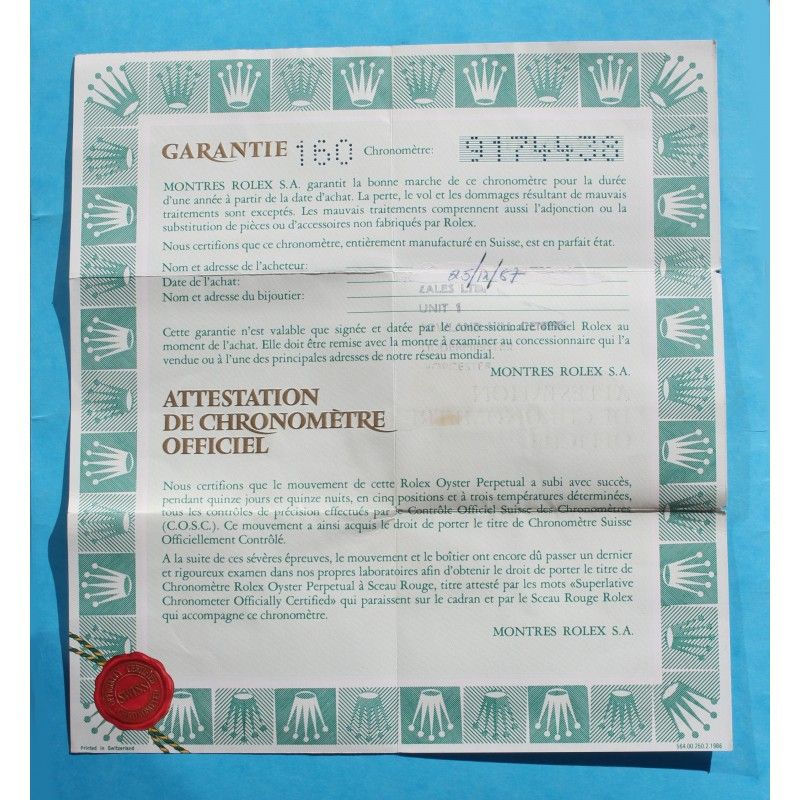 GARANTIE 160 Chronomètre: 9174438
MONTRES ROLEX S.A. garantit la bonne marche de ce chronomètre pour la durée
d'une année à partir de la date d'achat. La perte, le vol et les dommages résultant de mauvais
traitements sont exceptés. Les mauvais traitements comprennent aussi l'adjonction ou la
substitution de pièces ou d'accessoires non fabriqués par Rolex.
Nous certifions que ce chronomètre, entièrement manufacturé en Suisse, est en parfait état.
Nom et adresse de l'acheteur:
Date de l'achat: 25/12/87
Nom et adresse du bijoutier: ZALES LTD
UNIT 1
Cette garantie n'est valable que signée et datée par le concessionnaire officiel Rolex au
moment de l'achat. Elle doit être remise avec la montre à examiner au concessionnaire qui l'a
vendue ou à l'une des principales adresses de notre réseau mondial.
MONTRES ROLEX S.A.
ATTESTATION
DE CHRONOMÈTRE
OFFICIEL
Nous certifions que le mouvement de cette Rolex Oyster Perpetual a subi avec succès,
pendant quinze jours et quinze nuits, en cinq positions et à trois températures déterminées,
tous les contrôles de précision effectués par le Contrôle Officiel Suisse des Chronomètres
(C.O.S.C.). Ce mouvement a ainsi acquis le droit de porter le titre de Chronomètre Suisse
Officiellement Contrôlé.
A la suite de ces sévères épreuves, le mouvement et le boîtier ont encore dû passer un dernier
et rigoureux examen dans nos propres laboratoires afin d'obtenir le droit de porter le titre de
Chronomètre Rolex Oyster Perpetual à Sceau Rouge, titre attesté par les mots «Superlative
Chronometer Officially Certified» qui paraissent sur le cadran et par le Sceau Rouge Rolex
qui accompagne ce chronomètre.
MONTRES ROLEX S.A.
SWISS
Printed in Switzerland
564.00.250.2.1986